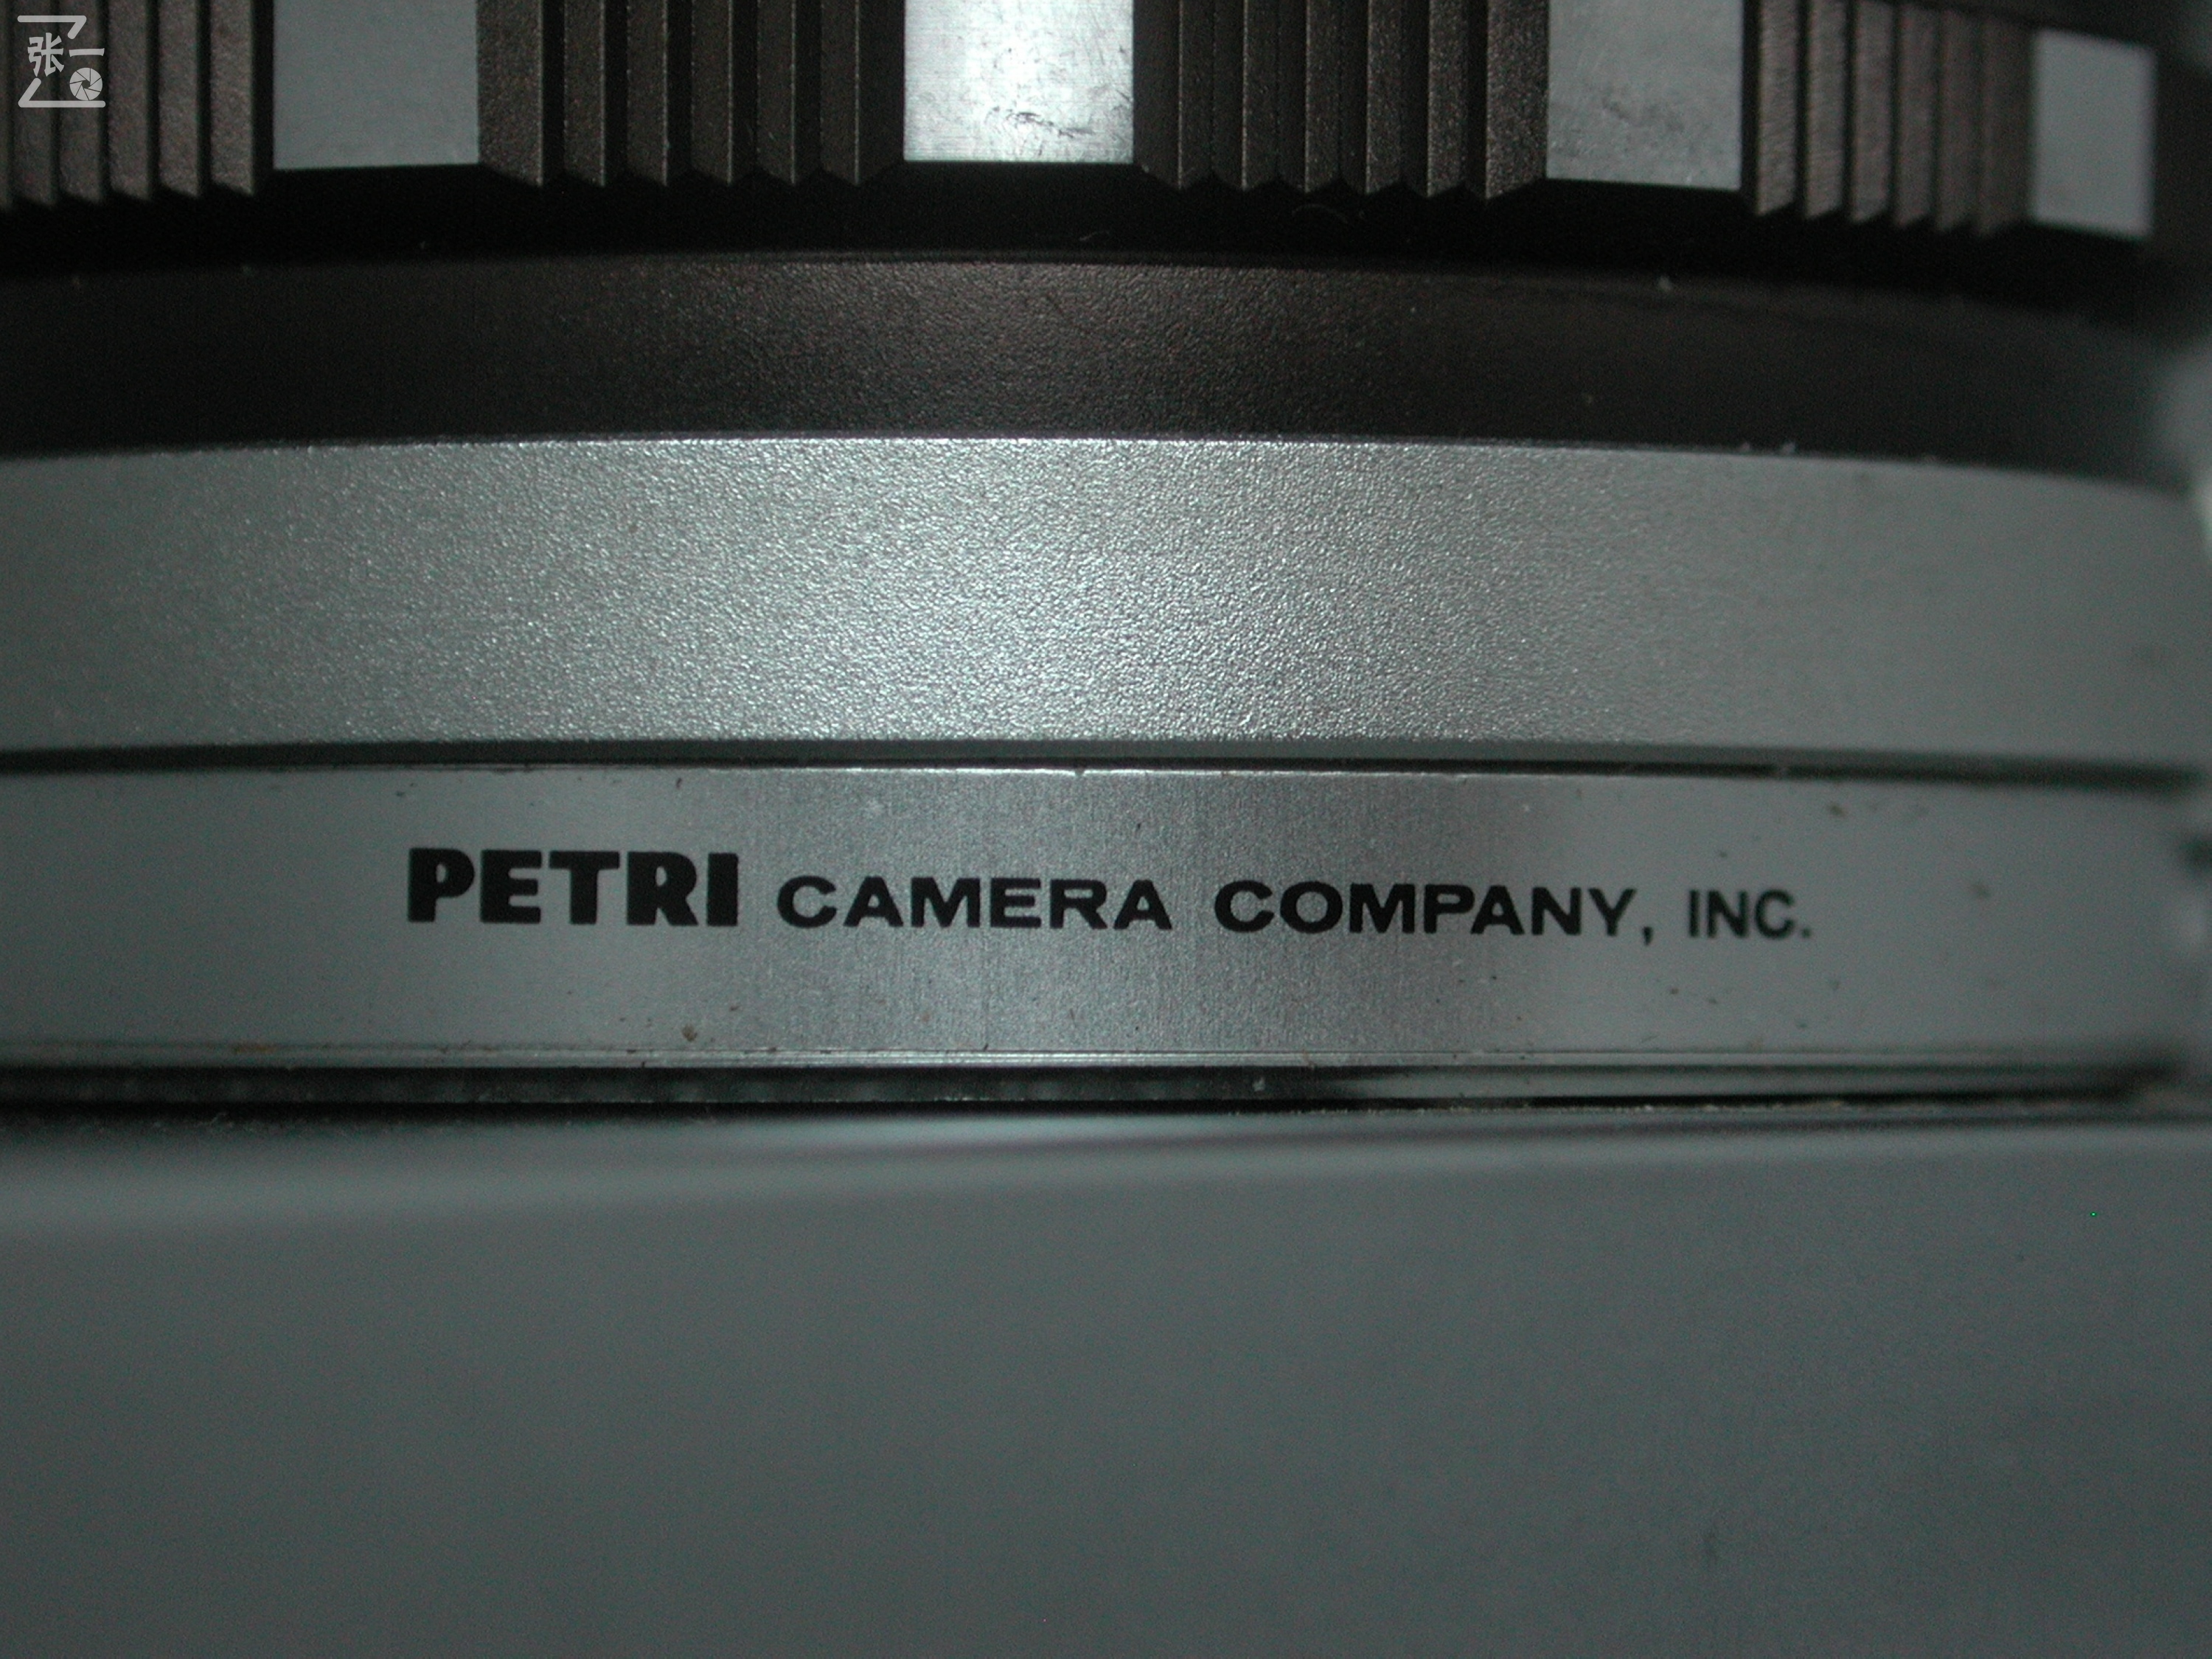 张一
PETRI CAMERA COMPANY, INC.